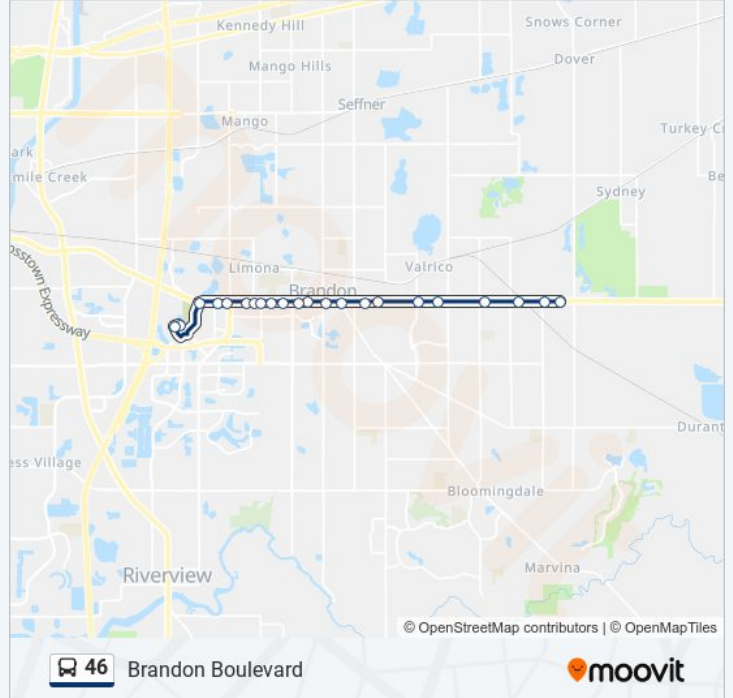 Kennedy Hill
Snows Corner
Mango Hills
Dover
Seffner
Mango
Turkey C
ark
mile Creek
Be
Sydney
osstown Expressway
Limona
Valrico
Brandon
Durant
ess Village
Bloomingdale
Riverview
Marvina
© OpenStreetMap contributors | © OpenMapTiles
46 Brandon Boulevard
moovit